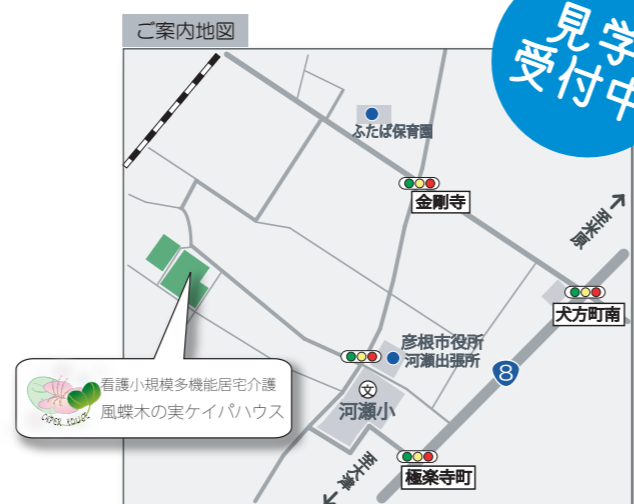 ご案内地図
見学
受付中
ふたば保育園
金剛寺
至米原
犬方町南
彦根市役所
河瀬出張所
8
文
河瀬小
看護小規模多機能居宅介護
風蝶木の実ケイパハウス
CAPER HOUSE
至大津
極楽寺町